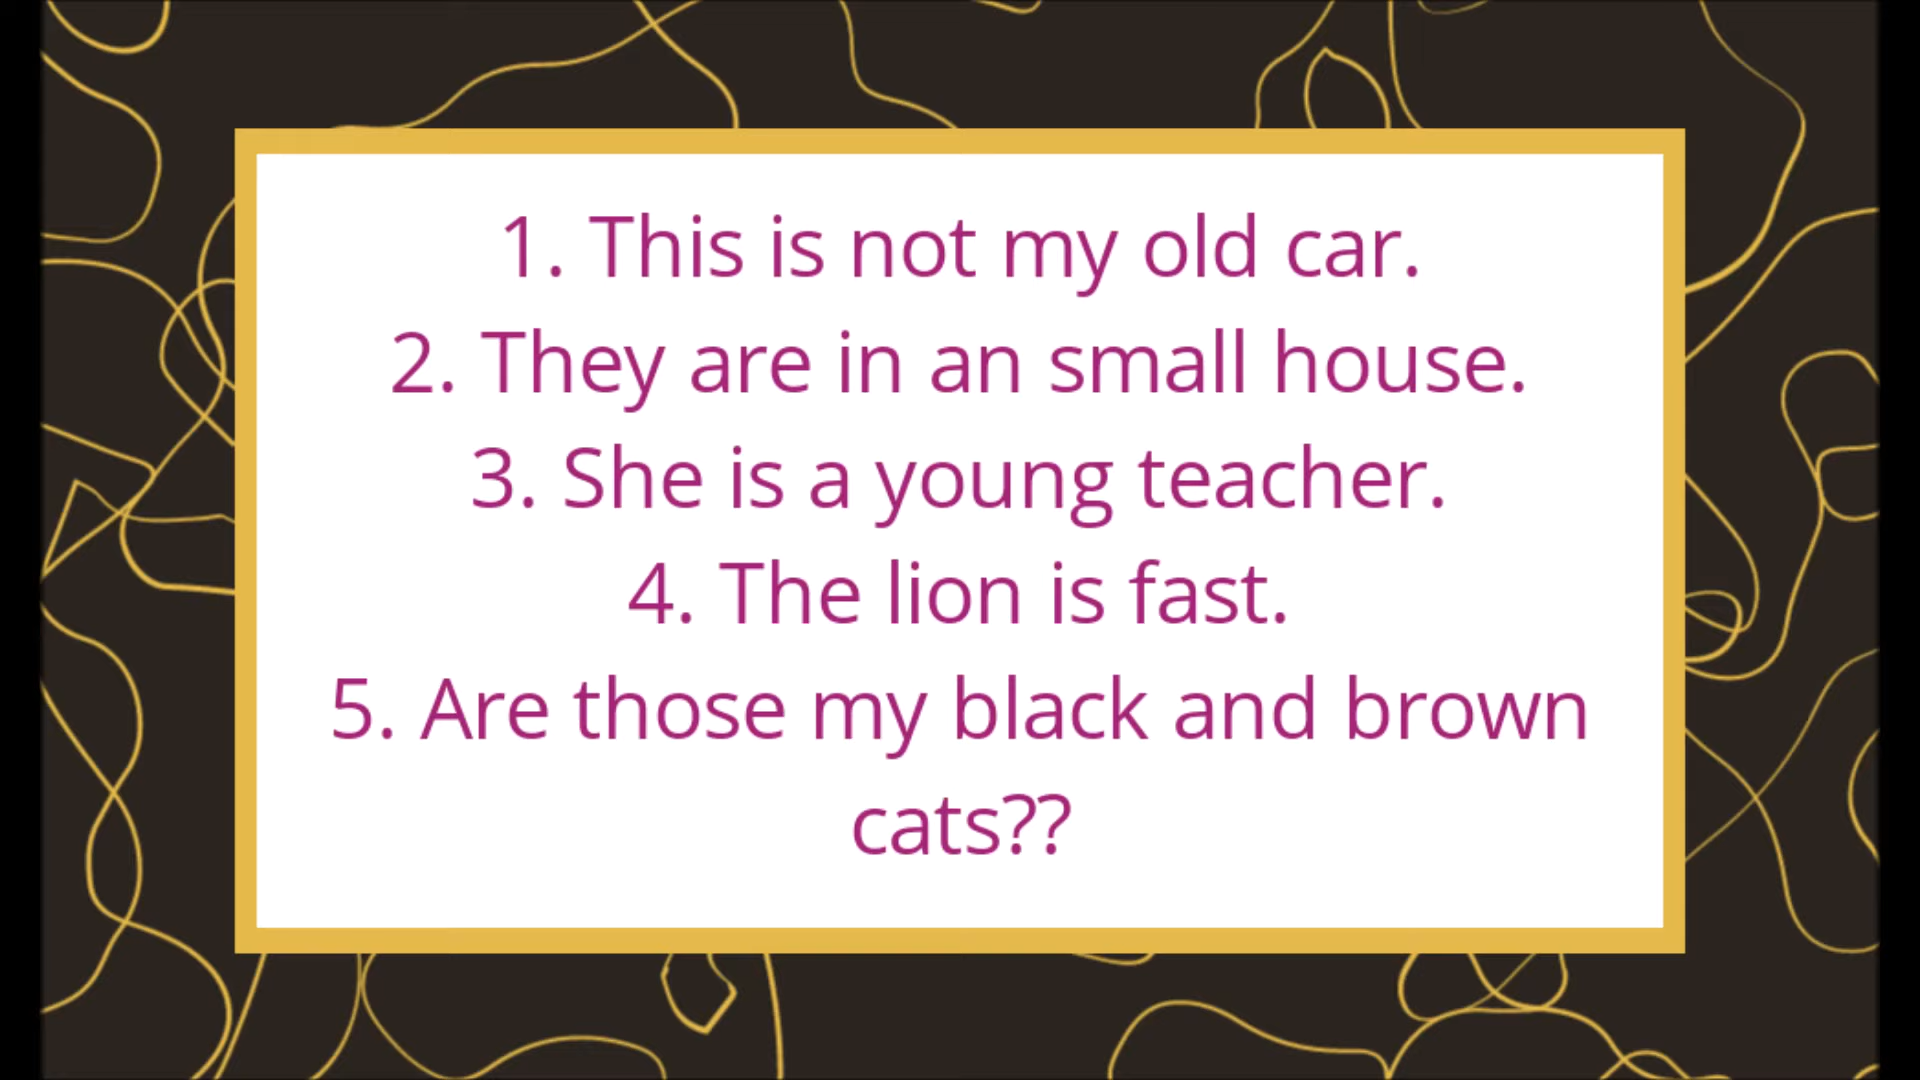 1. This is not my old car.
2. They are in an small house.
3. She is a young teacher.
4. The lion is fast.
5. Are those my black and brown
cats??